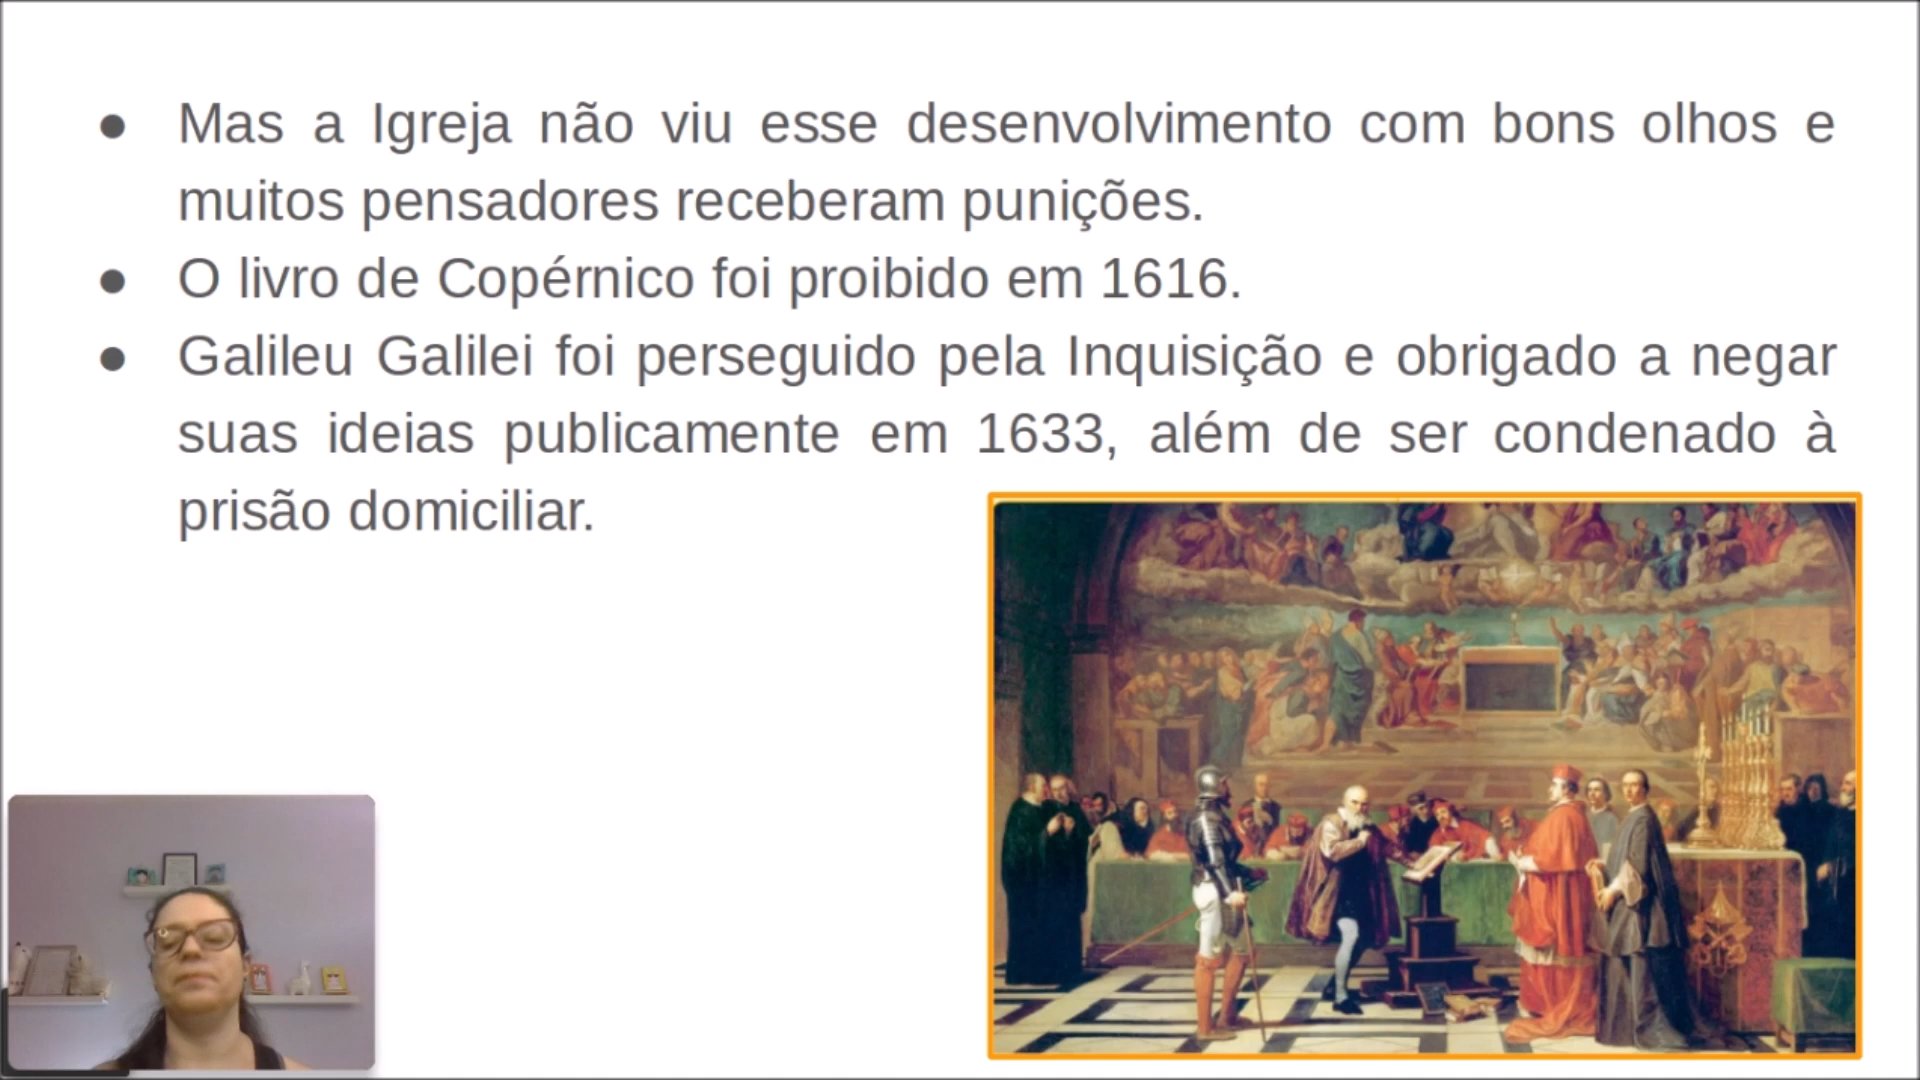 ● Mas a Igreja não viu esse desenvolvimento com bons olhos e
muitos pensadores receberam punições.
● O livro de Copérnico foi proibido em 1616.
● Galileu Galilei foi perseguido pela Inquisição e obrigado a negar
suas ideias publicamente em 1633, além de ser condenado à
prisão domiciliar.